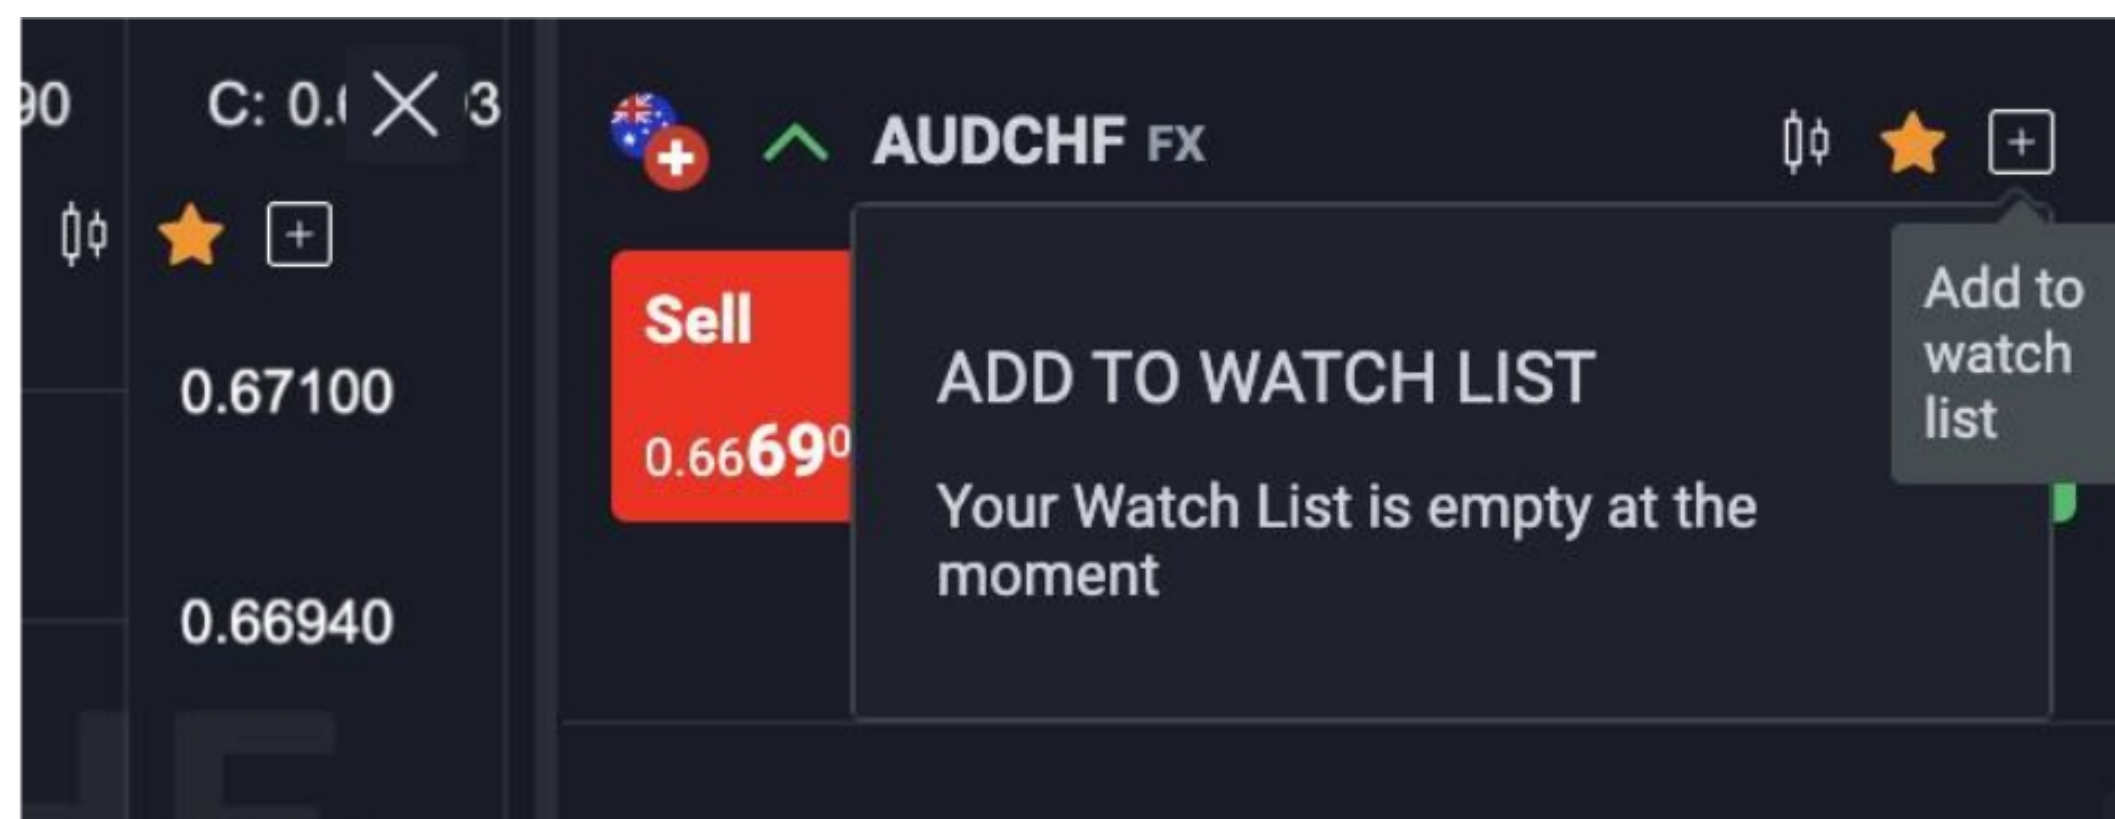 90
C: 0.
3
0.67100
0.66940
AUDCHF FX
Sell
0.66690
ADD TO WATCH LIST
Your Watch List is empty at the
moment
Add to
watch
list